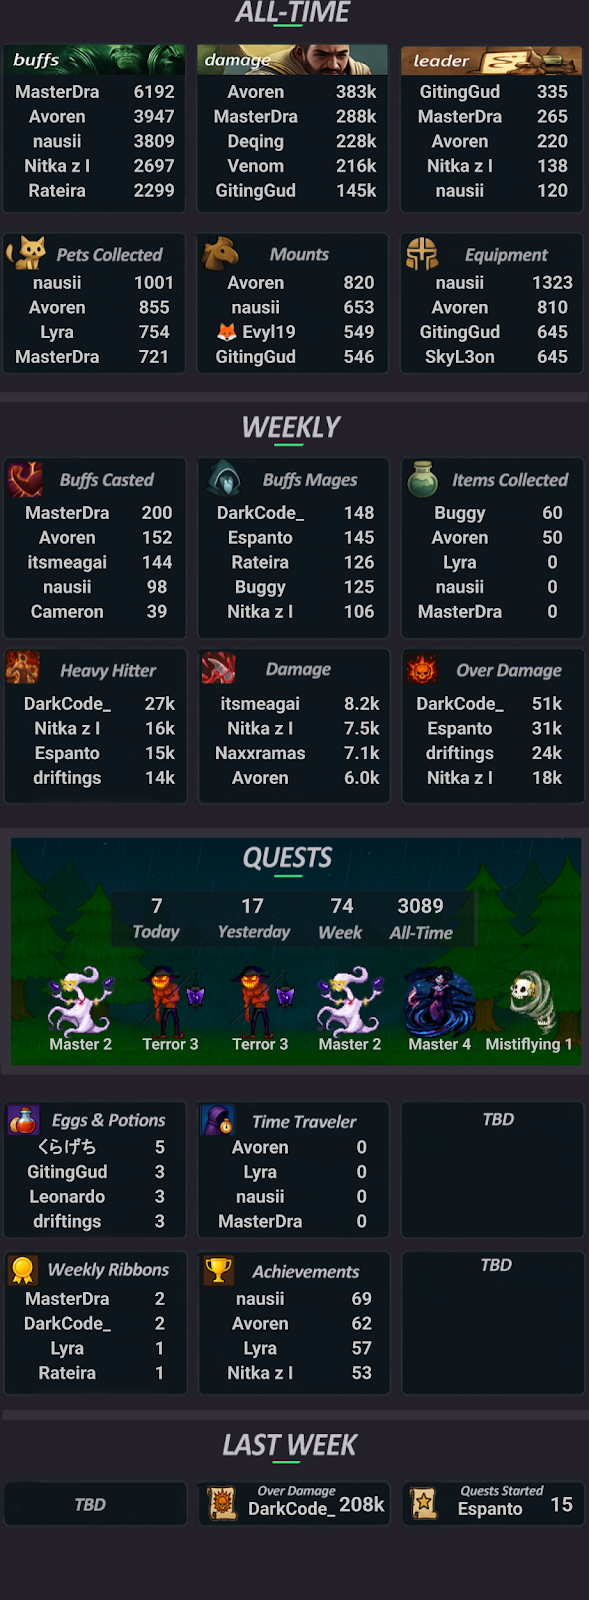 ALL-TIME
buffs
MasterDra 6192
Avoren 3947
nausii 3809
Nitka z l 2697
Rateira 2299
damage
Avoren 383k
MasterDra 288k
Deqing 228k
Venom 216k
GitingGud 145k
leader
GitingGud 335
MasterDra 265
Avoren 220
Nitka z l 138
nausii 120
Pets Collected
nausii 1001
Avoren 855
Lyra 754
MasterDra 721
Mounts
Avoren 820
nausii 653
🦊 Evyl19 549
GitingGud 546
Equipment
nausii 1323
Avoren 810
GitingGud 645
SkyL3on 645
WEEKLY
Buffs Casted
MasterDra 200
Avoren 152
itsmeagai 144
nausii 98
Cameron 39
Buffs Mages
DarkCode_ 148
Espanto 145
Rateira 126
Buggy 125
Nitka z l 106
Items Collected
Buggy 60
Avoren 50
Lyra 0
nausii 0
MasterDra 0
Heavy Hitter
DarkCode_ 27k
Nitka z l 16k
Espanto 15k
driftings 14k
Damage
itsmeagai 8.2k
Nitka z l 7.5k
Naxxramas 7.1k
Avoren 6.0k
Over Damage
DarkCode_ 51k
Espanto 31k
driftings 24k
Nitka z l 18k
QUESTS
7 17 74 3089
Today Yesterday Week All-Time
Master 2 Terror 3 Terror 3 Master 2 Master 4 Mistiflying 1
Eggs & Potions
くらげち 5
GitingGud 3
Leonardo 3
driftings 3
Time Traveler
Avoren 0
Lyra 0
nausii 0
MasterDra 0
TBD
Weekly Ribbons
MasterDra 2
DarkCode_ 2
Lyra 1
Rateira 1
Achievements
nausii 69
Avoren 62
Lyra 57
Nitka z l 53
TBD
LAST WEEK
TBD
Over Damage
DarkCode_ 208k
Quests Started
Espanto 15